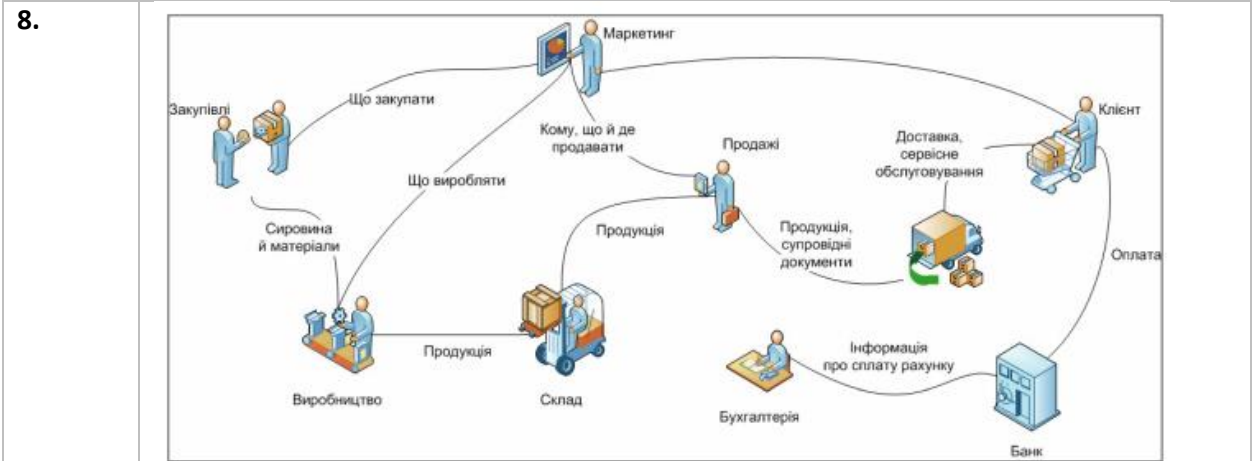 8.
Маркетинг
Закупівлі
Що закупати
Клієнт
Кому, що й де
продавати
Продажі
Доставка,
сервісне
обслуговування
Що виробляти
Сировина
й матеріали
Продукція
Продукція,
супровідні
документи
Оплата
Продукція
Інформація
про сплату рахунку
Виробництво
Склад
Бухгалтерія
Банк